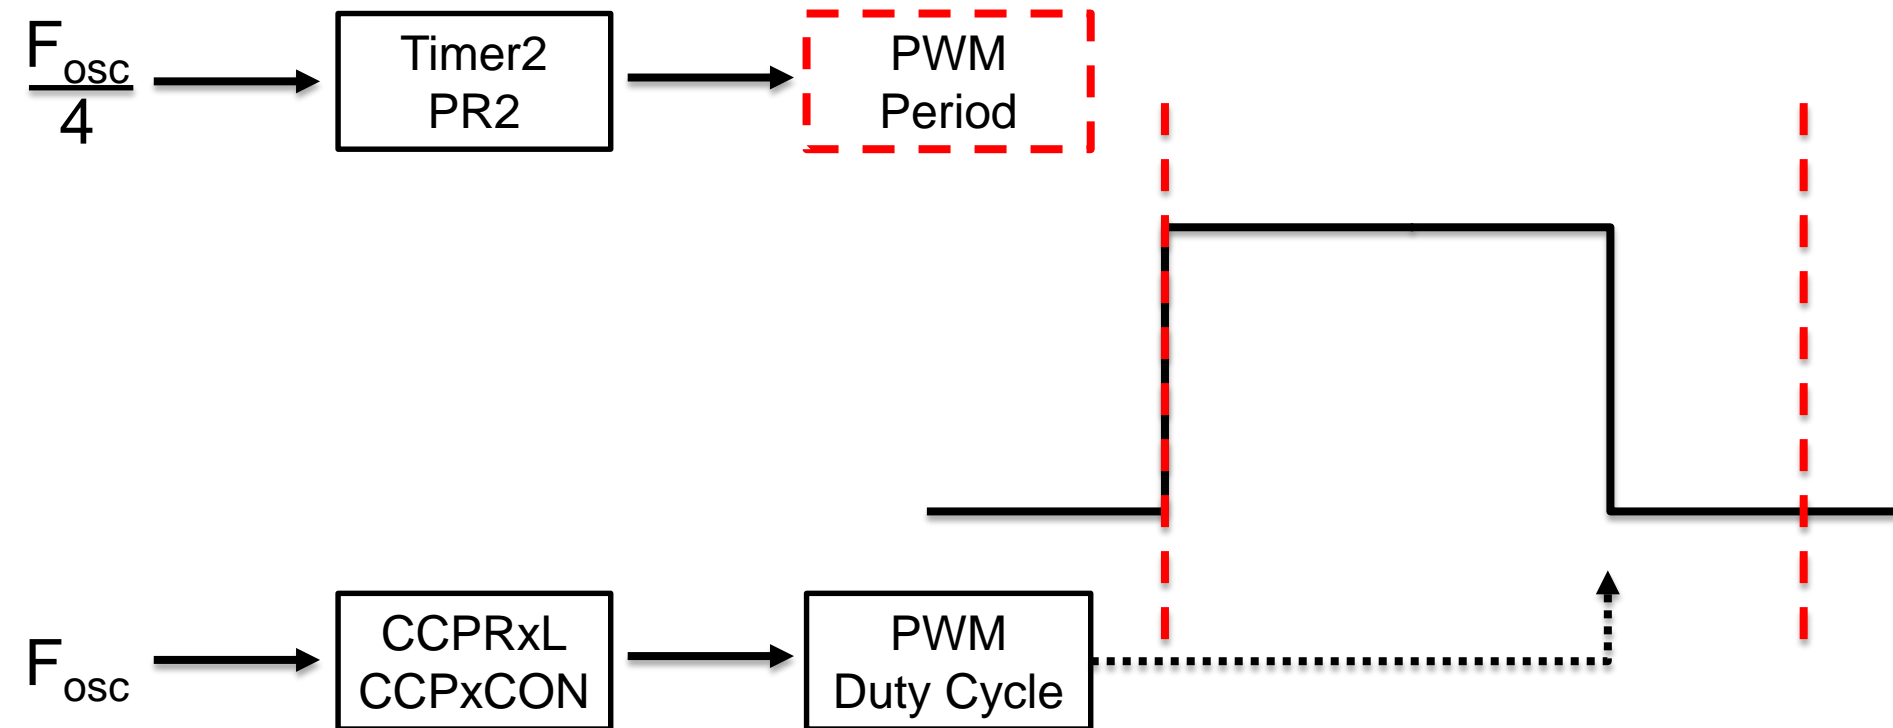 Fosc
4
Timer2
PR2
PWM
Period
Fosc
CCPRxL
CCPxCON
PWM
Duty Cycle